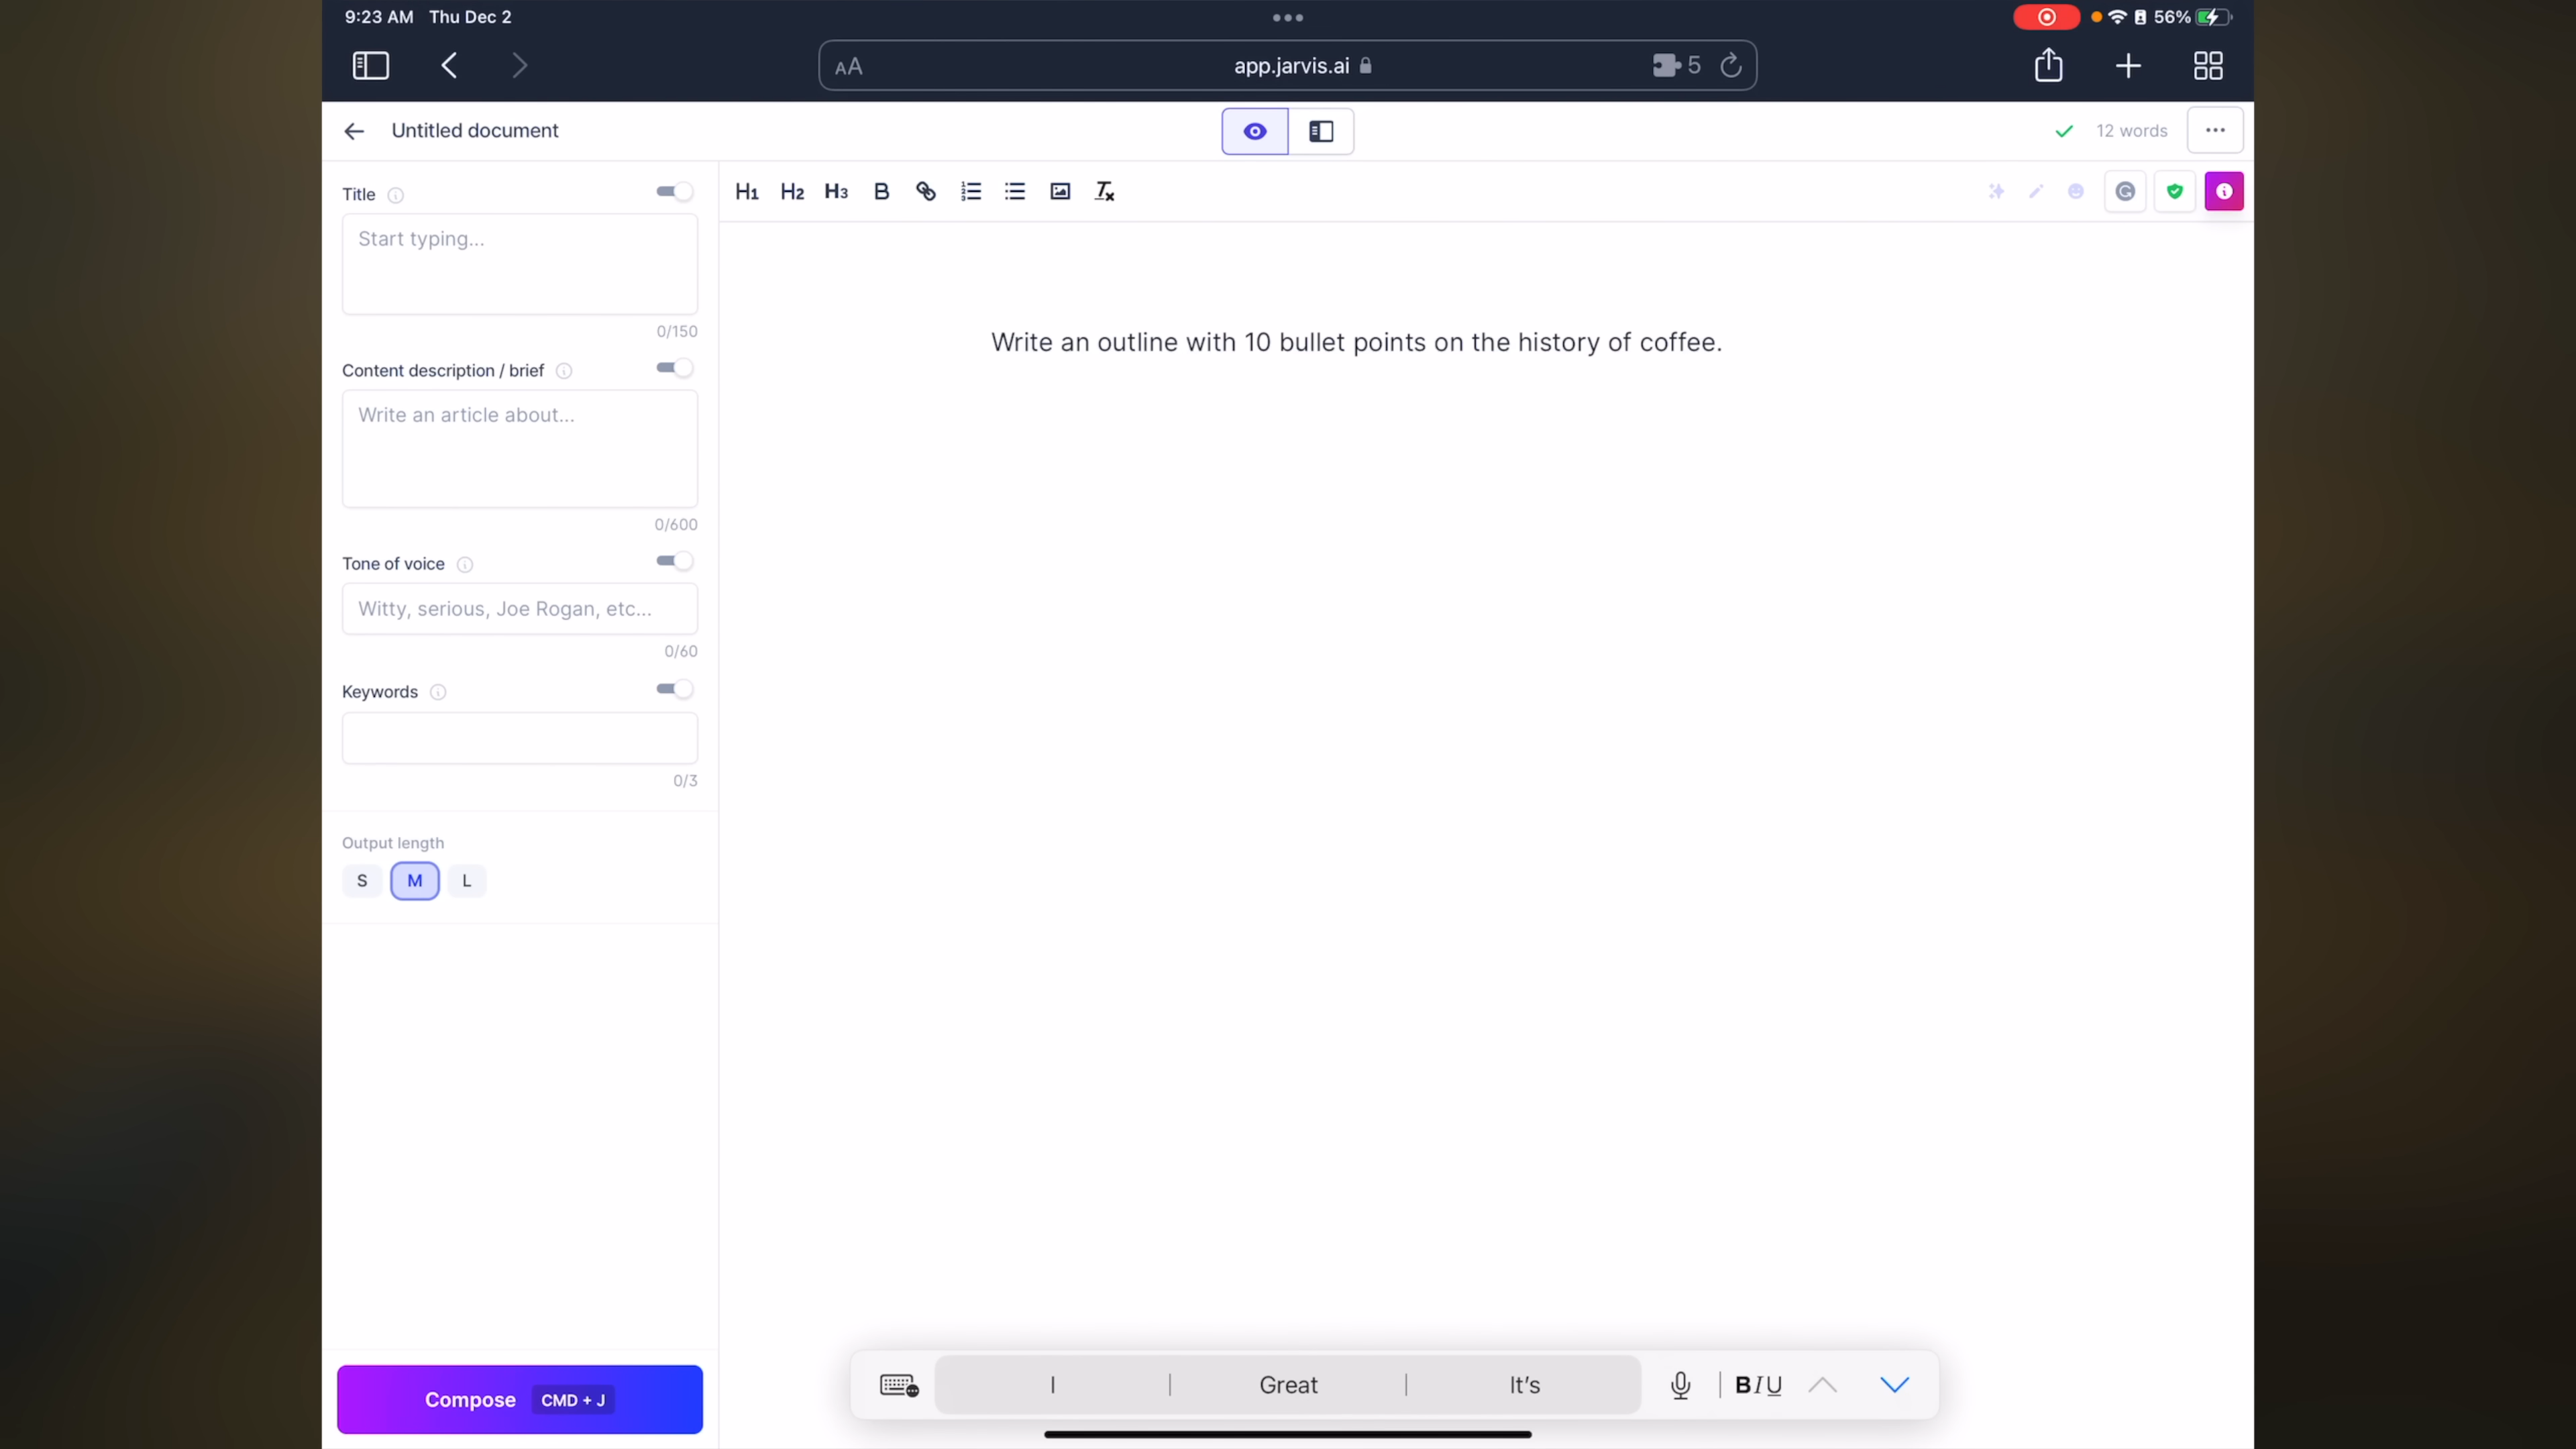 9:23 AM Thu Dec 2
56%
AA
app.jarvis.ai
5
Untitled document
12 words
Title
Start typing...
0/150
Content description / brief
Write an article about...
0/600
Tone of voice
Witty, serious, Joe Rogan, etc...
0/60
Keywords
0/3
Output length
S M L
Compose CMD + J
H1 H2 H3 B
Write an outline with 10 bullet points on the history of coffee.
I Great It's
BIU